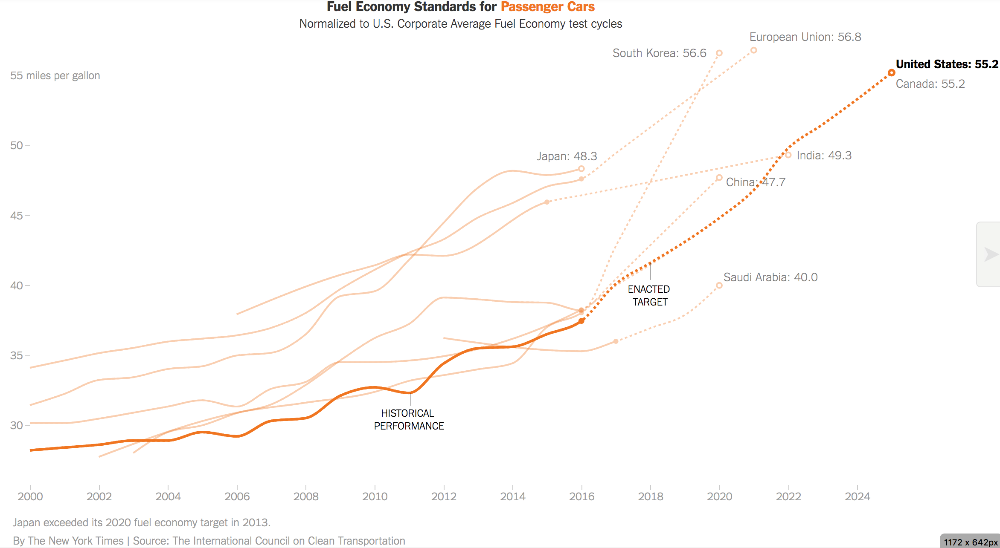 Fuel Economy Standards for Passenger Cars
Normalized to U.S. Corporate Average Fuel Economy test cycles
European Union: 56.8
South Korea: 56.6
United States: 55.2
55 miles per gallon
Canada: 55.2
50
Japan: 48.3
India: 49.3
China: 47.7
45
Saudi Arabia: 40.0
40
ENACTED
TARGET
35
HISTORICAL
PERFORMANCE
30
2000 2002 2004 2006 2008 2010 2012 2014 2016 2018 2020 2022 2024
Japan exceeded its 2020 fuel economy target in 2013.
By The New York Times | Source: The International Council on Clean Transportation
1172 x 642px